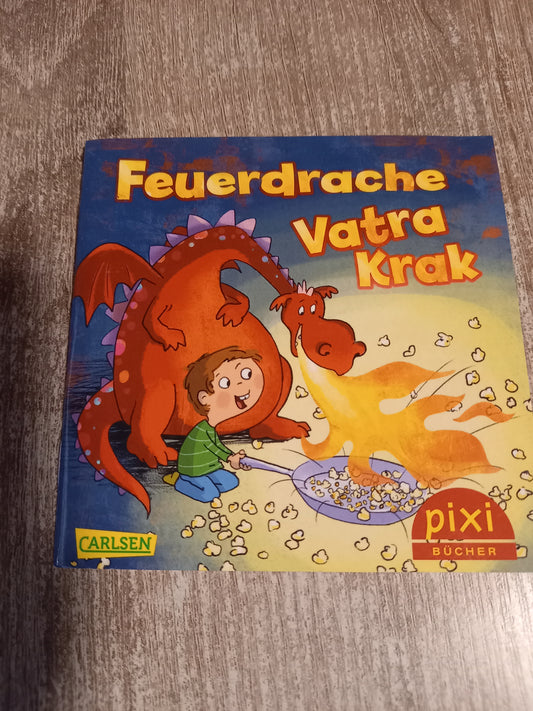 Feuerdrache
Vatra
Krak
CARLSEN
pixi
BÜCHER